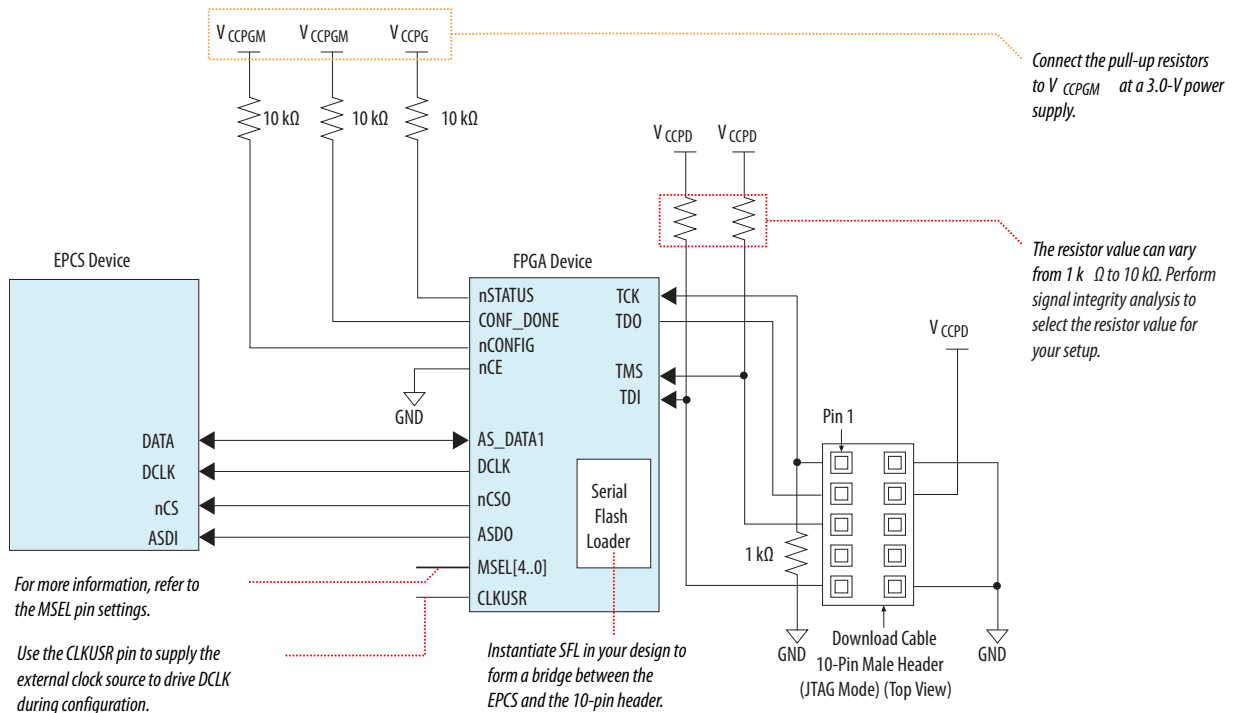 V CCPGM V CCPGM V CCPG
10 kΩ 10 kΩ 10 kΩ
Connect the pull-up resistors
to V CCPGM at a 3.0-V power
supply.
V CCPD V CCPD
The resistor value can vary
from 1 k Ω to 10 kΩ. Perform
signal integrity analysis to
select the resistor value for
your setup.
EPCS Device
DATA
DCLK
nCS
ASDI
FPGA Device
nSTATUS
CONF_DONE
nCONFIG
nCE
GND
AS_DATA1
DCLK
nCSO
ASDO
MSEL[4..0]
CLKUSR
TCK
TDO
TMS
TDI
Serial
Flash
Loader
V CCPD
Pin 1
1 kΩ
GND
GND
Download Cable
10-Pin Male Header
(JTAG Mode) (Top View)
For more information, refer to
the MSEL pin settings.
Use the CLKUSR pin to supply the
external clock source to drive DCLK
during configuration.
Instantiate SFL in your design to
form a bridge between the
EPCS and the 10-pin header.